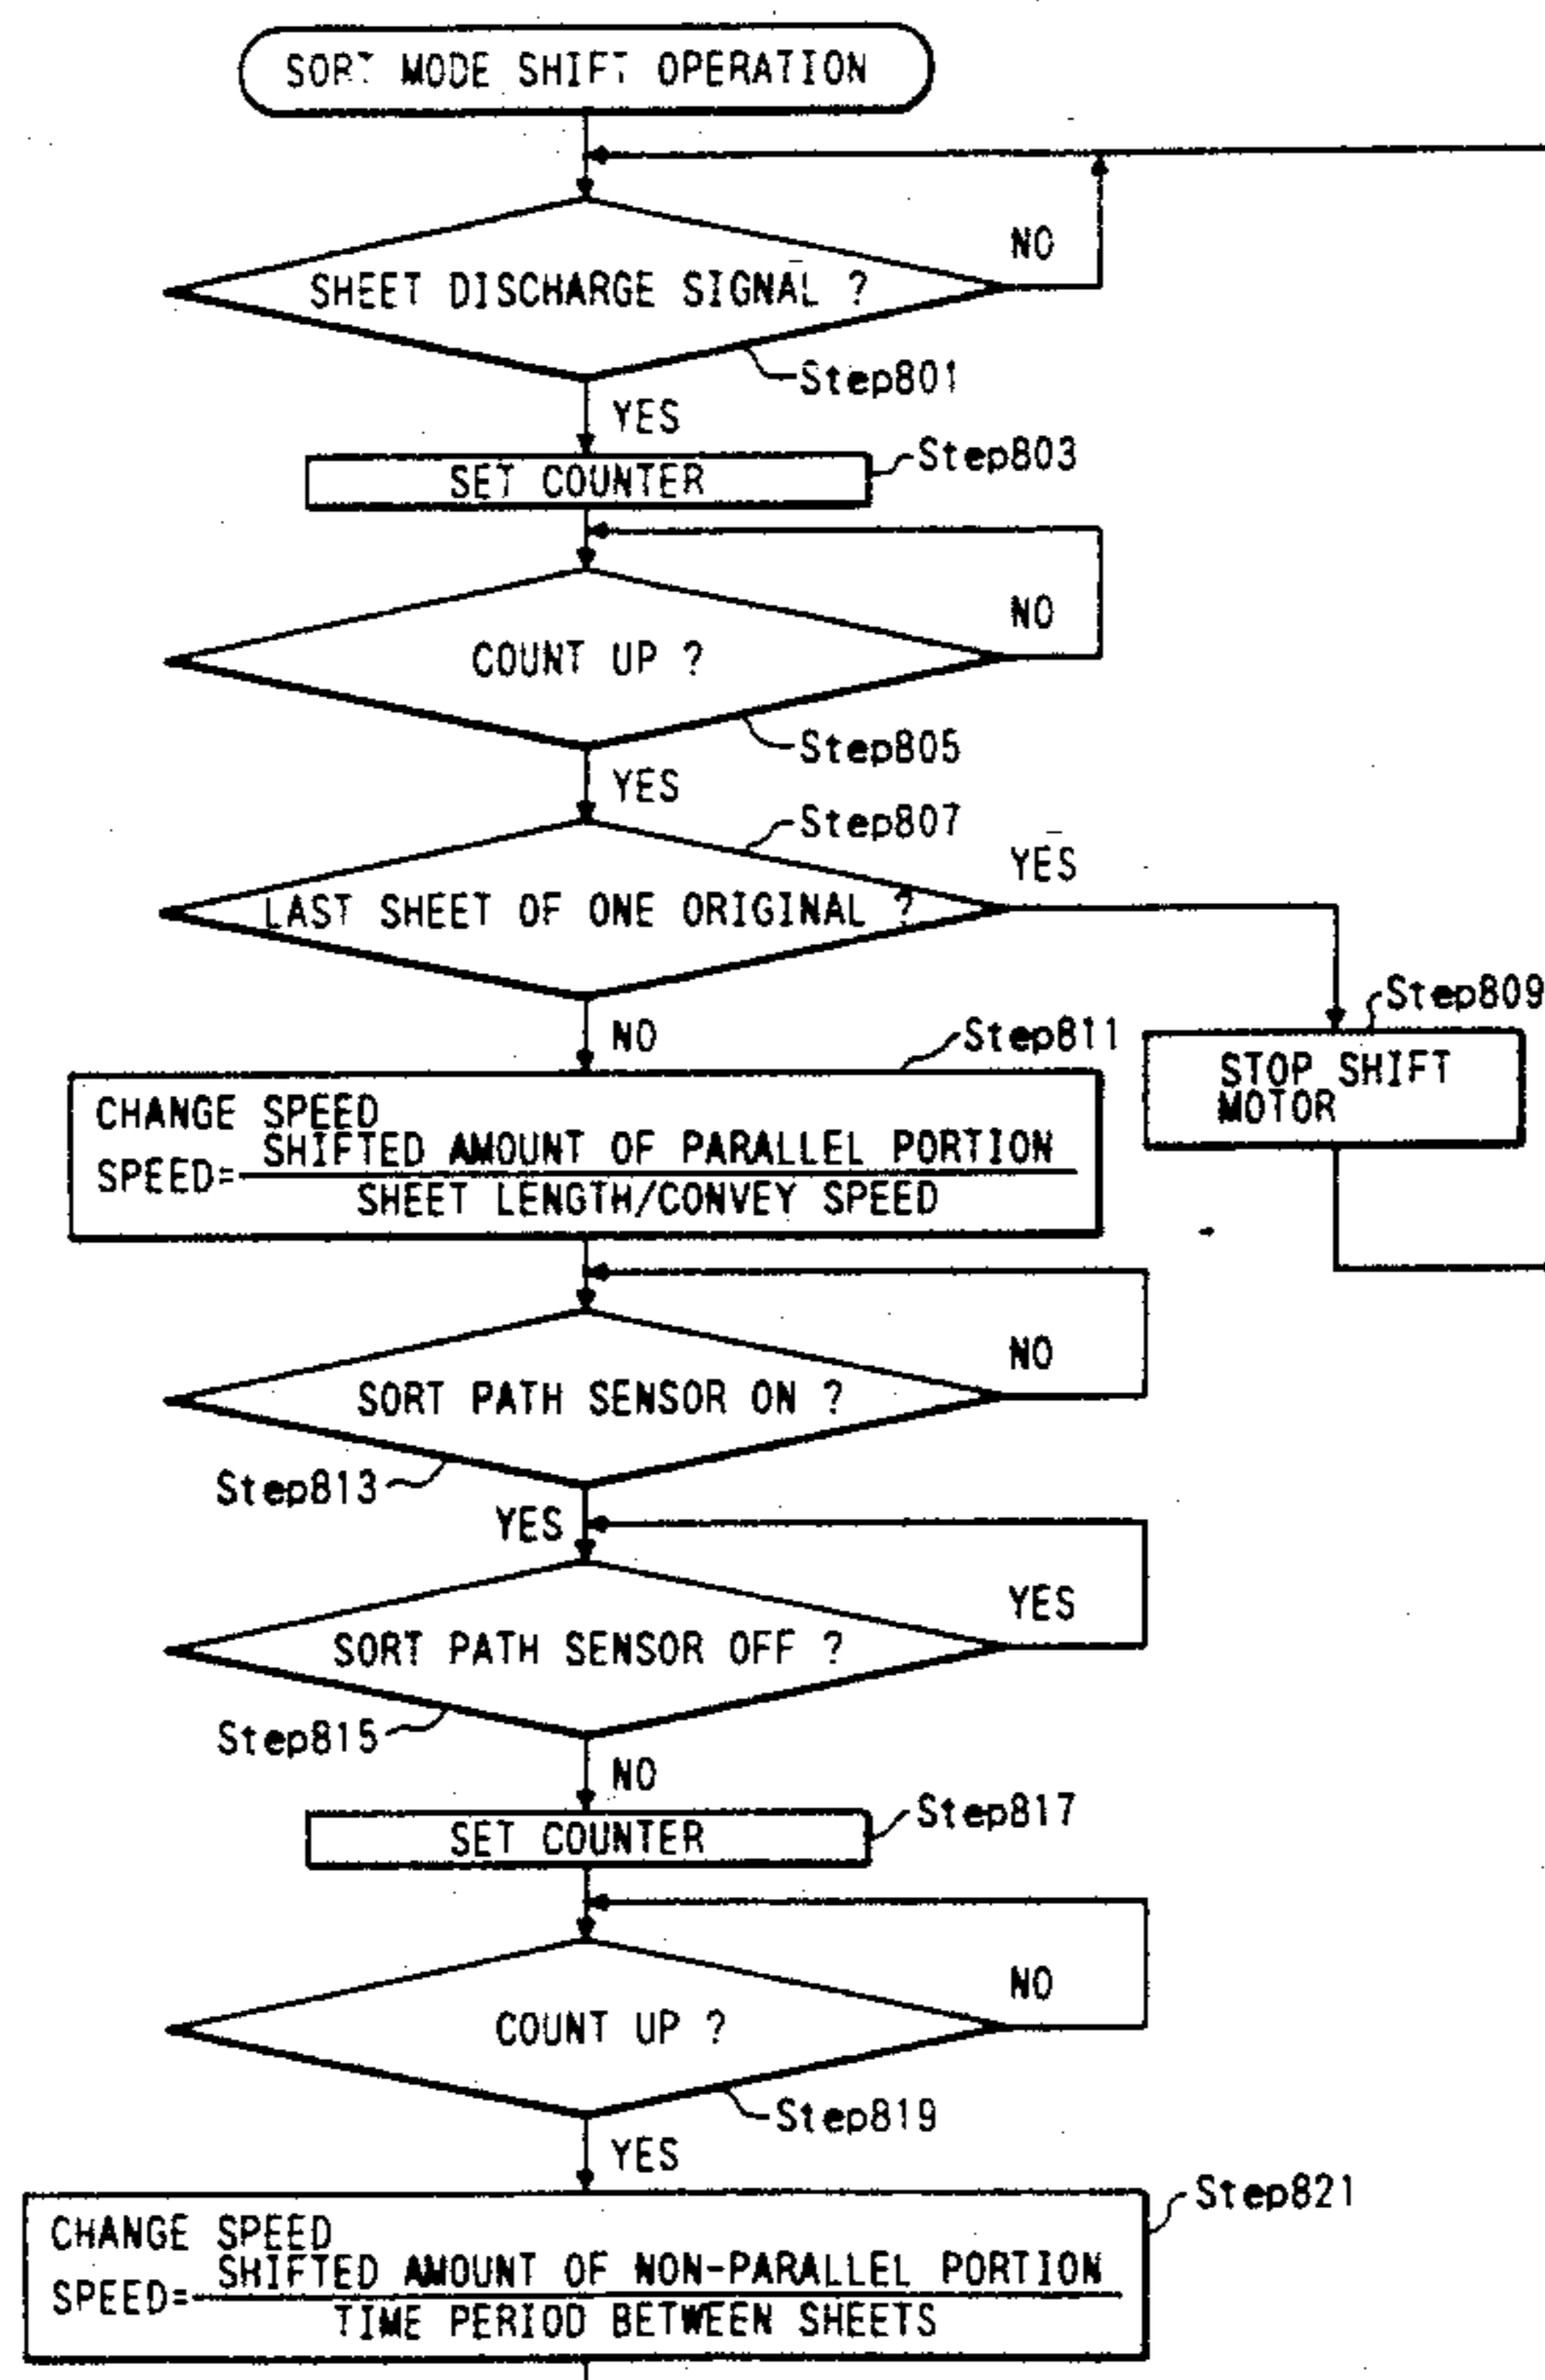 SORT MODE SHIFT OPERATION
NO
SHEET DISCHARGE SIGNAL ?
Step801
YES
Step803
SET COUNTER
NO
COUNT UP ?
Step805
YES
Step807
YES
LAST SHEET OF ONE ORIGINAL ?
Step809
NO
Step811
STOP SHIFT
MOTOR
CHANGE SPEED
SHIFTED AMOUNT OF PARALLEL PORTION
SPEED=
SHEET LENGTH/CONVEY SPEED
NO
SORT PATH SENSOR ON ?
Step813
YES
YES
SORT PATH SENSOR OFF ?
Step815
NO
Step817
SET COUNTER
NO
COUNT UP ?
Step819
YES
Step821
CHANGE SPEED
SHIFTED AMOUNT OF NON-PARALLEL PORTION
SPEED=
TIME PERIOD BETWEEN SHEETS